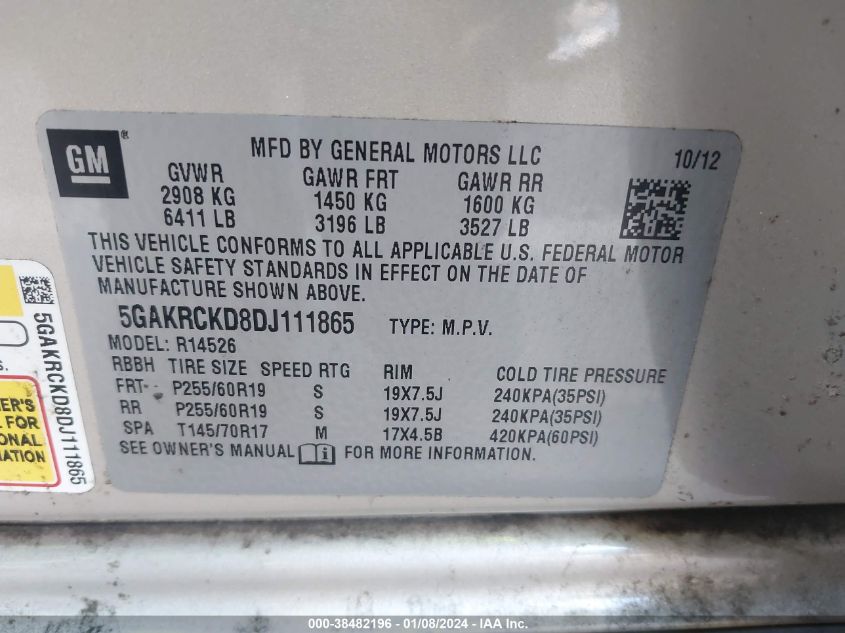 GM ®
MFD BY GENERAL MOTORS LLC 10/12
GVWR GAWR FRT GAWR RR
2908 KG 1450 KG 1600 KG
6411 LB 3196 LB 3527 LB
THIS VEHICLE CONFORMS TO ALL APPLICABLE U.S. FEDERAL MOTOR
VEHICLE SAFETY STANDARDS IN EFFECT ON THE DATE OF
MANUFACTURE SHOWN ABOVE.
5GAKRCKD8DJ111865 TYPE: M.P.V.
MODEL: R14526
RBBH TIRE SIZE SPEED RTG RIM COLD TIRE PRESSURE
FRT P255/60R19 S 19X7.5J 240KPA(35PSI)
RR P255/60R19 S 19X7.5J 240KPA(35PSI)
SPA T145/70R17 M 17X4.5B 420KPA(60PSI)
SEE OWNER'S MANUAL FOR MORE INFORMATION.
5GAKRCKD8DJ111865
S.
ER'S
L FOR
ONAL
MATION
000-38482196 - 01/08/2024 - IAA Inc.